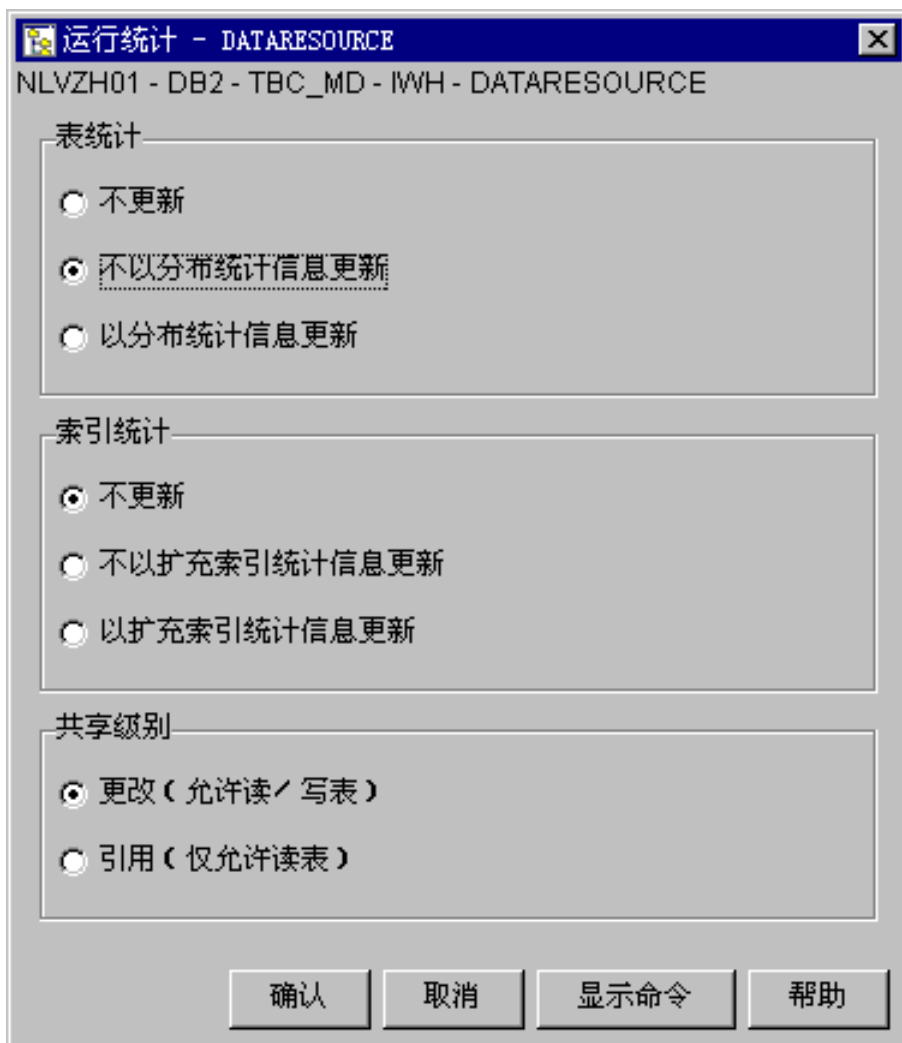 运行统计 - DATARESOURCE
NLVZH01 - DB2 - TBC_MD - IWH - DATARESOURCE
表统计
不更新
不以分布统计信息更新
以分布统计信息更新
索引统计
不更新
不以扩充索引统计信息更新
以扩充索引统计信息更新
共享级别
更改(允许读/写表)
引用(仅允许读表)
确认 取消 显示命令 帮助